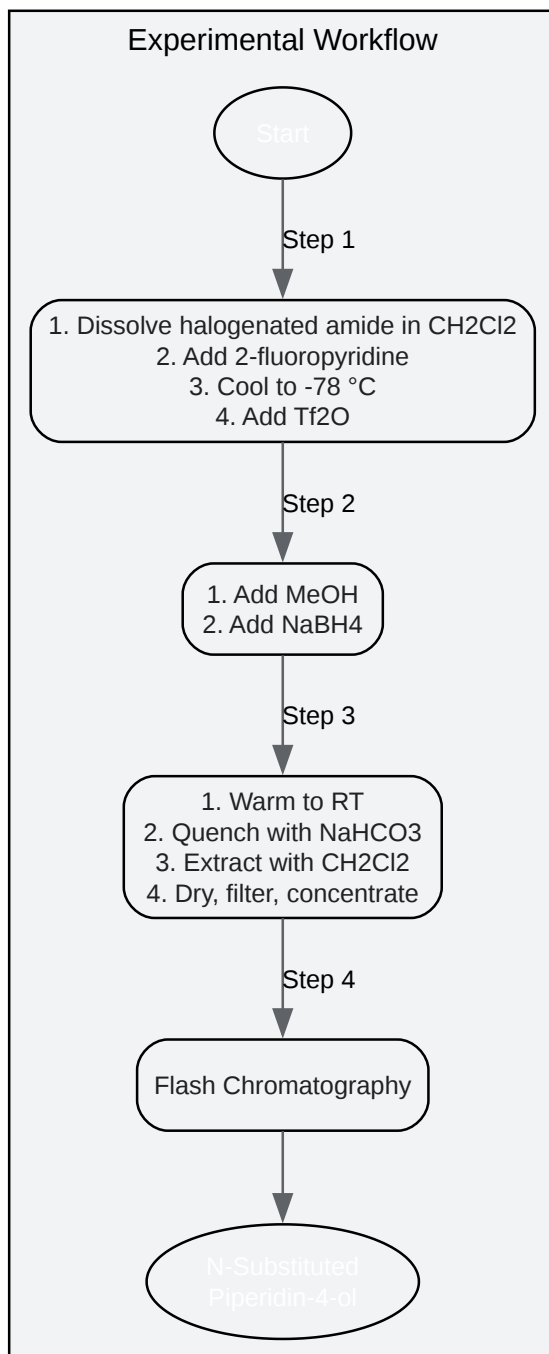 Experimental Workflow
Start
Step 1
1. Dissolve halogenated amide in CH2Cl2
2. Add 2-fluoropyridine
3. Cool to -78 °C
4. Add Tf2O
Step 2
1. Add MeOH
2. Add NaBH4
Step 3
1. Warm to RT
2. Quench with NaHCO3
3. Extract with CH2Cl2
4. Dry, filter, concentrate
Step 4
Flash Chromatography
N-Substituted
Piperidin-4-ol